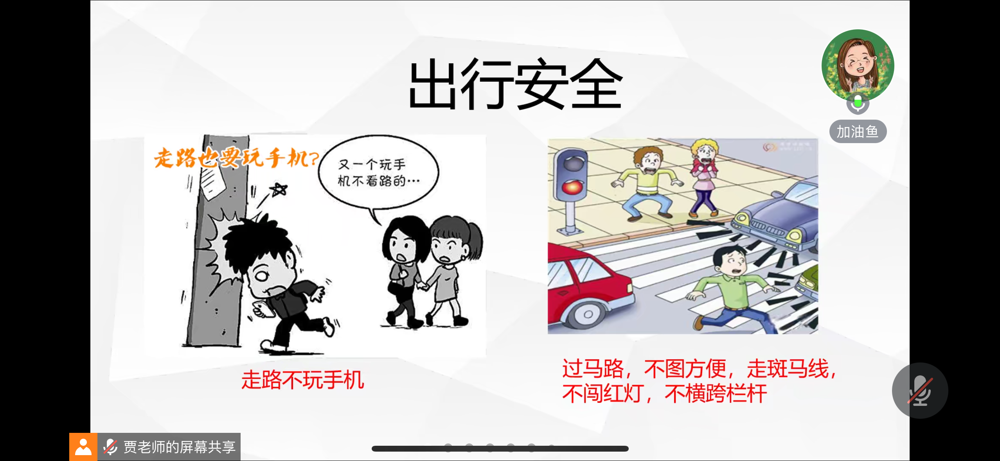 出行安全
加油鱼
走路也要玩手机?
又一个玩手
机不看路的…
走路不玩手机
过马路，不图方便，走斑马线，
不闯红灯，不横跨栏杆
贾老师的屏幕共享